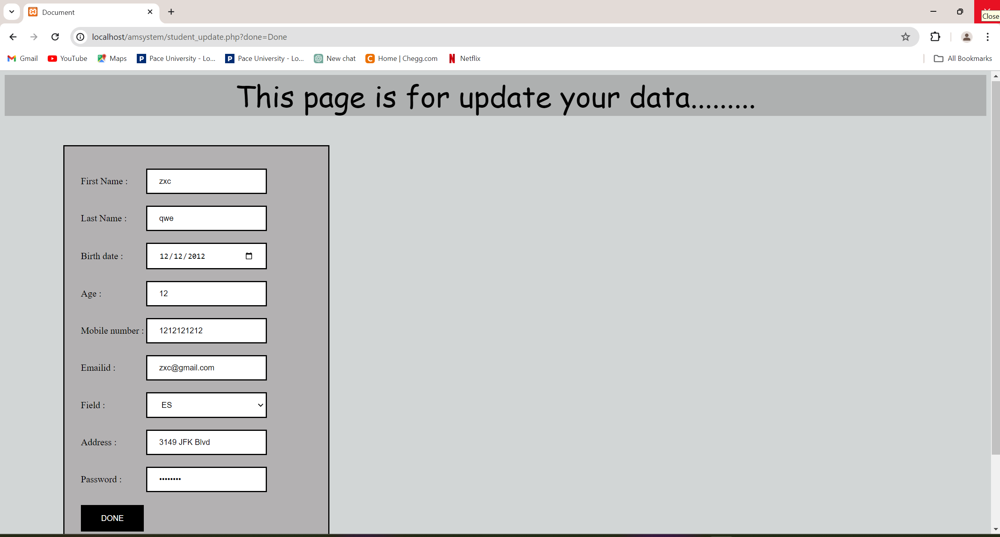 Document
Close
localhost/amsystem/student_update.php?done=Done
Gmail YouTube Maps Pace University - Lo... Pace University - Lo... New chat Home | Chegg.com Netflix All Bookmarks
This page is for update your data.........
First Name : zxc
Last Name : qwe
Birth date : 12/12/2012
Age : 12
Mobile number : 1212121212
Emailid : zxc@gmail.com
Field : ES
Address : 3149 JFK Blvd
Password : ••••••••
DONE